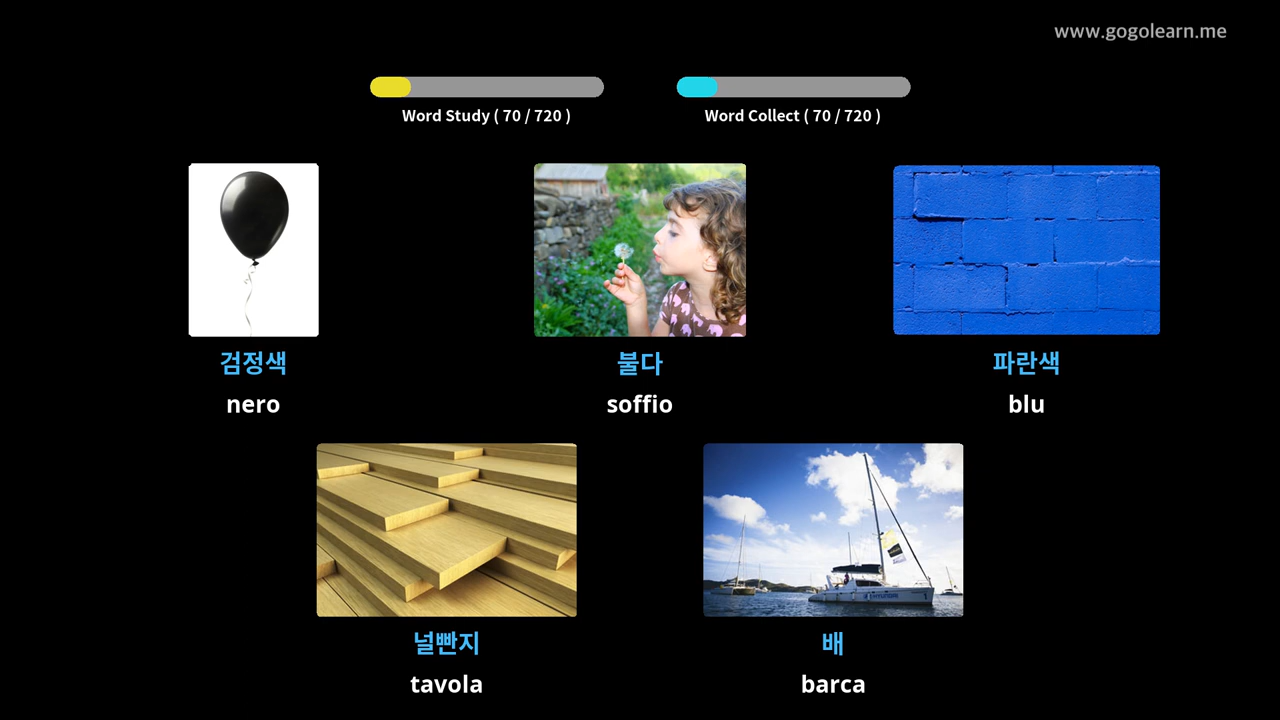 www.gogolearn.me
Word Study ( 70 / 720 )
Word Collect ( 70 / 720 )
검정색
nero
불다
soffio
파란색
blu
널빤지
tavola
배
barca